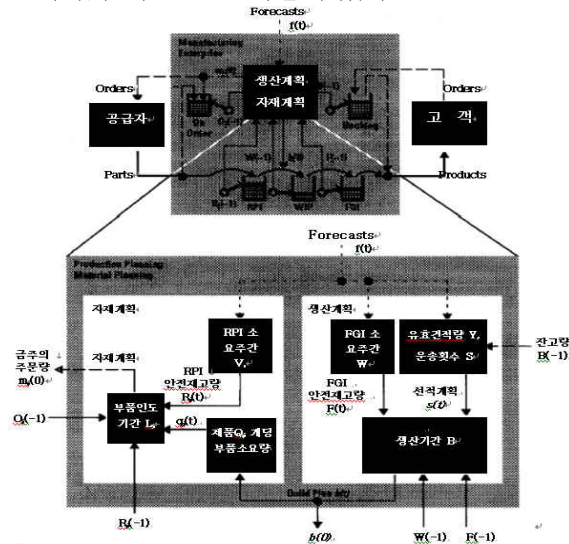 Forecasts
f(t)
Manufacturing
Enterprise
Orders
생산계획
자재계획
Orders
공급자
On
Order
고 객
Parts
W(-1)
Products
RPI
WIP
FGI
Forecasts
f(t)
Production Planning
Material Planning
자재계획
생산계획
RPI 소
요주간
V,
FGI 소
요주간
W
유효견적량 Y,
운송횟수 S
잔고량
B(-1)
금주의
주문량
자재계획
RPI
안전재고량
FGI
안전재고량
F(t)
선적계획
s(t)
부품인도
기간 L,
제품Q, 개당
부품소요량
생산기간 B
Build Plan b(t)
b(0)
W(-1)
F(-1)